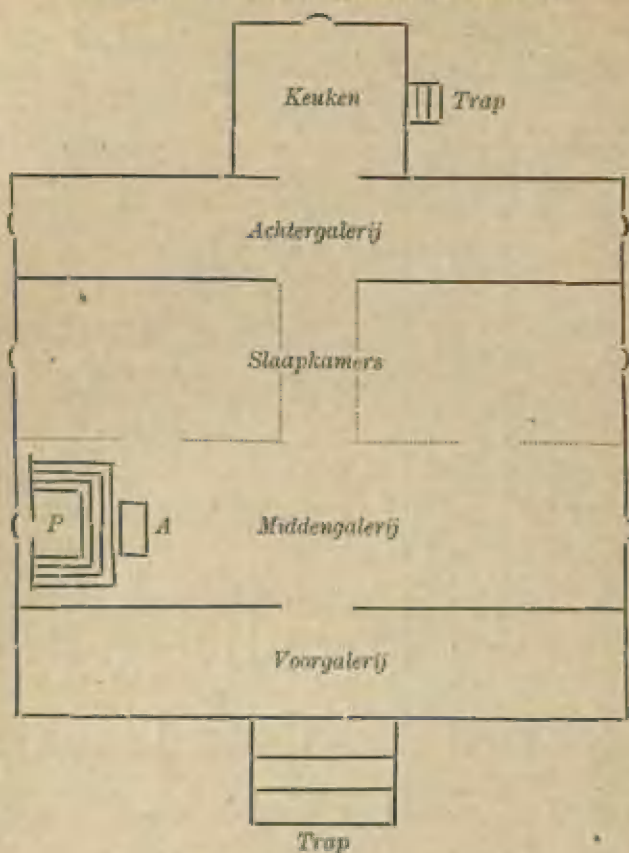 Keuken Trap
Achtergalerij
Slaapkamers
P A Middengalerij
Voorgalerij
Trap